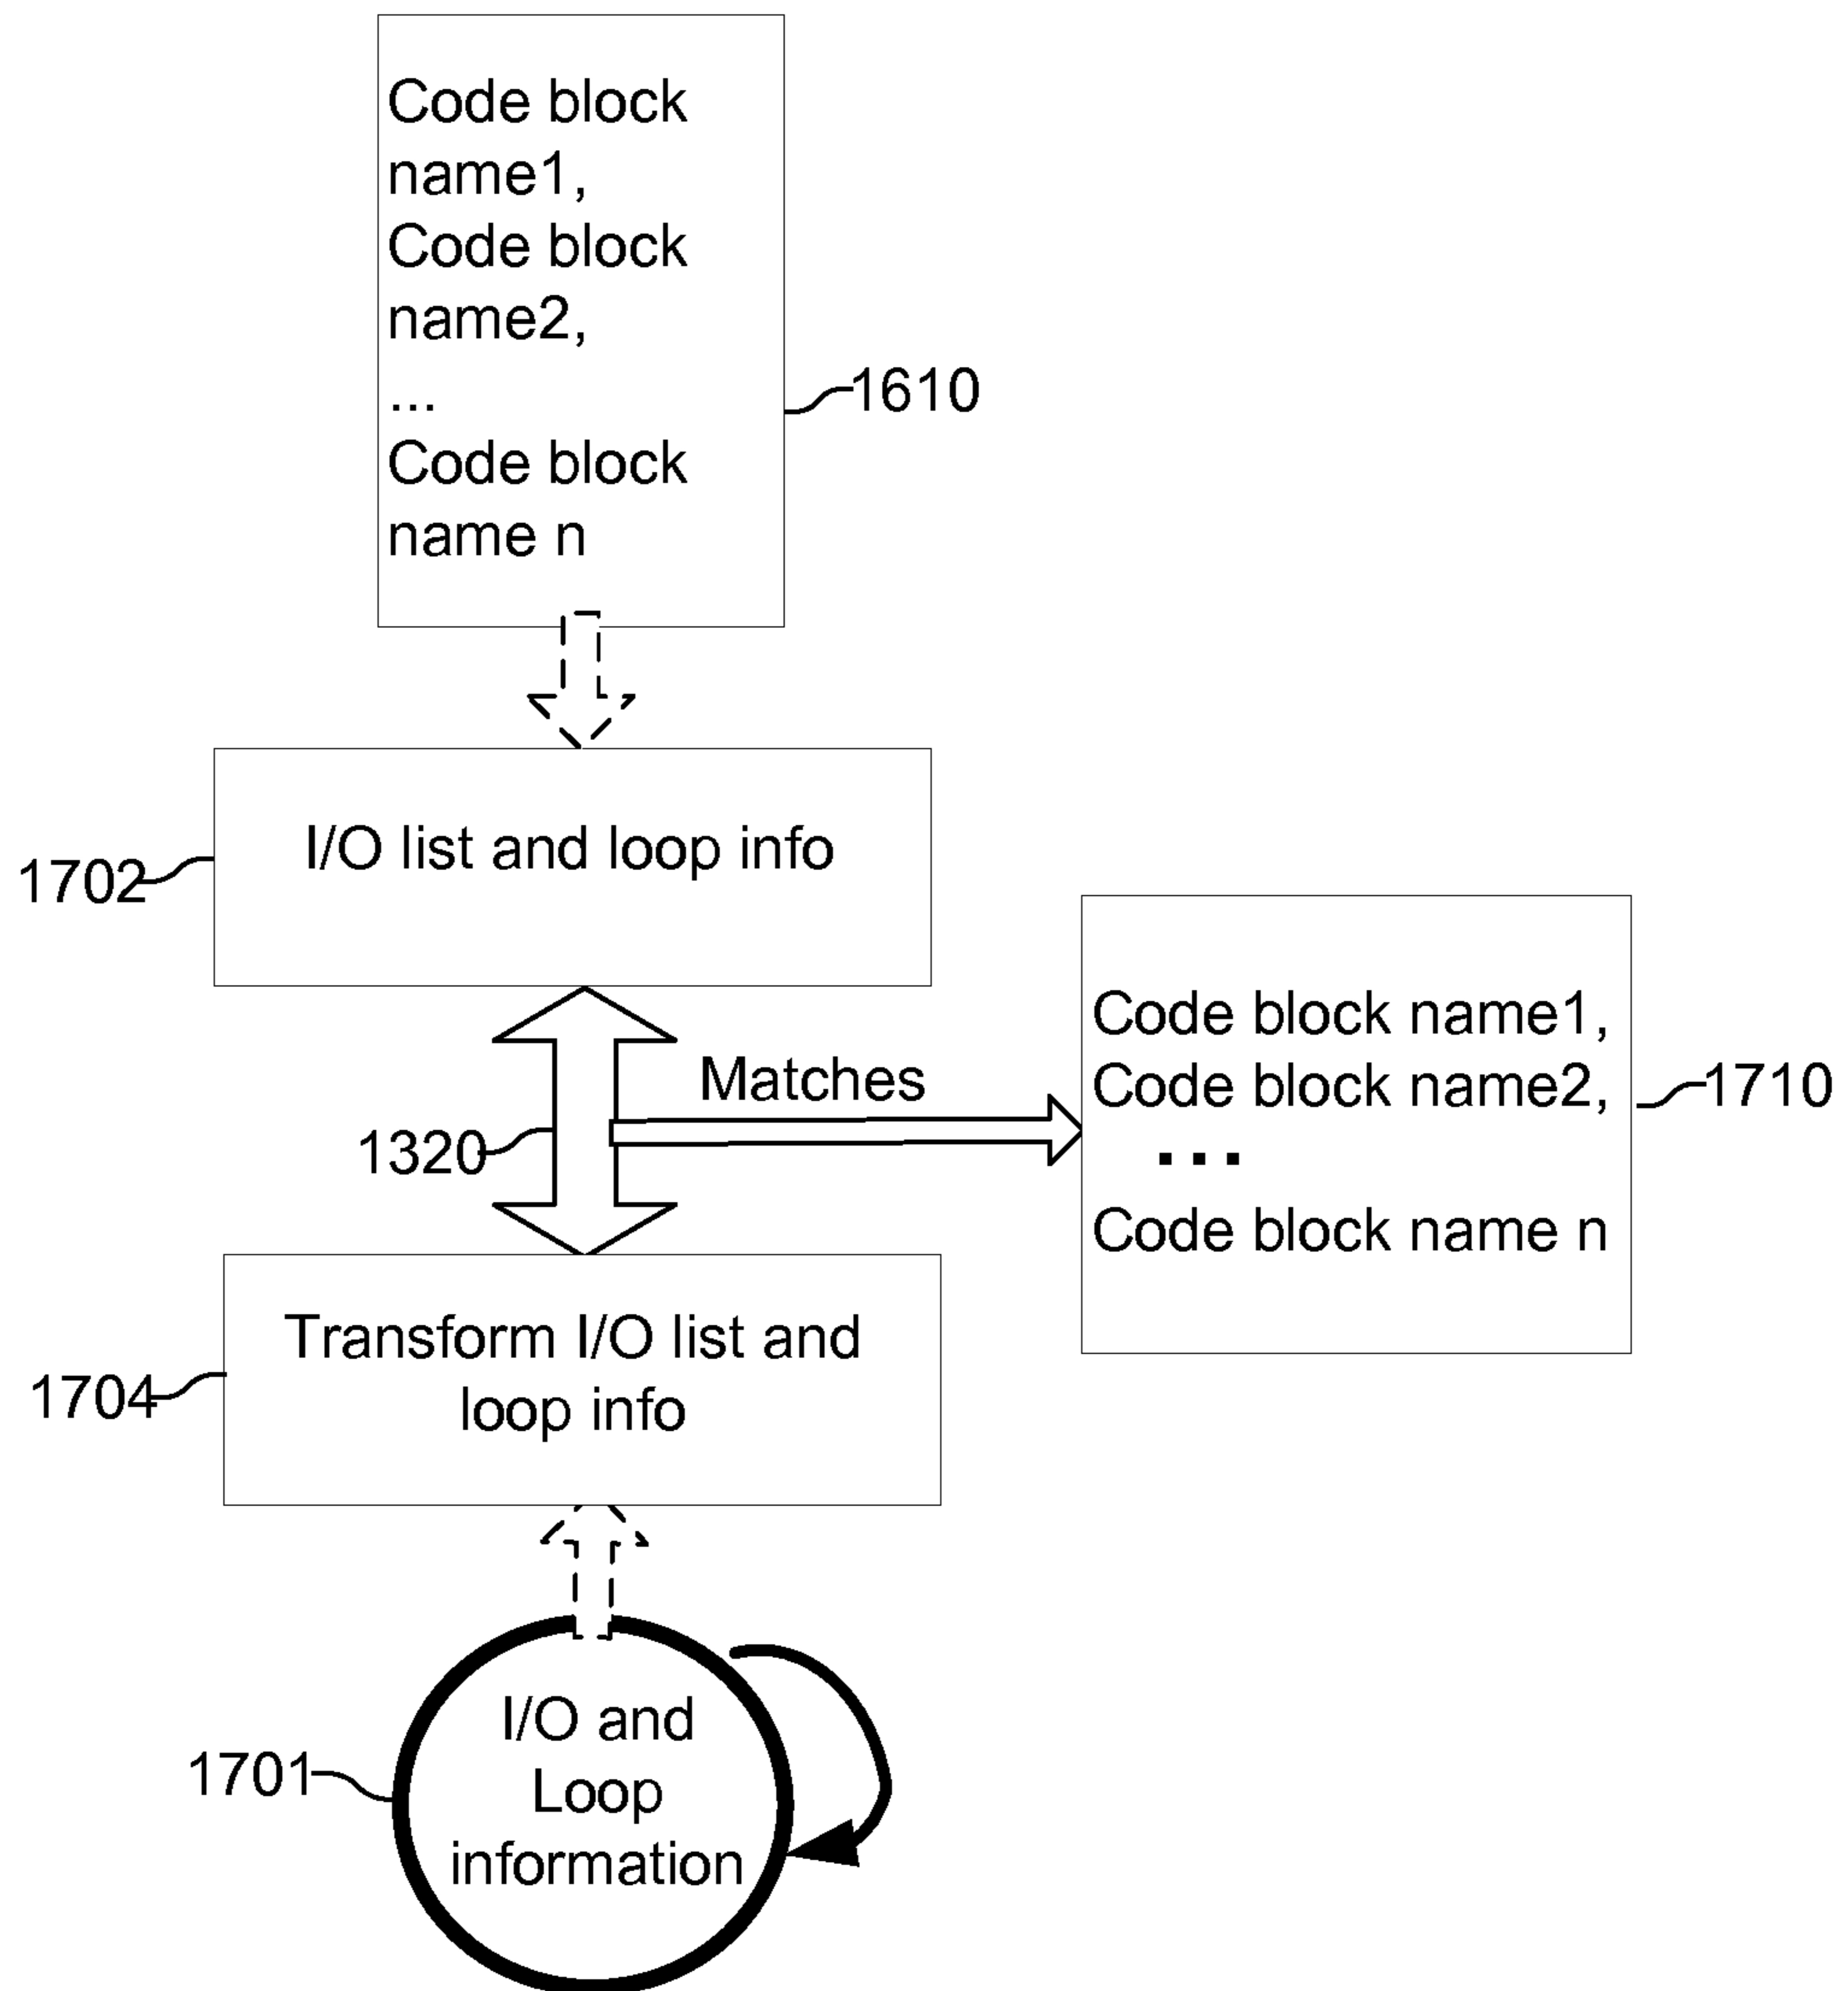 Code block
name1,
Code block
name2,
...
Code block
name n
1610
I/O list and loop info
1702
Code block name1,
Code block name2,
...
Code block name n
1710
Matches
1320
Transform I/O list and
loop info
1704
I/O and
Loop
information
1701